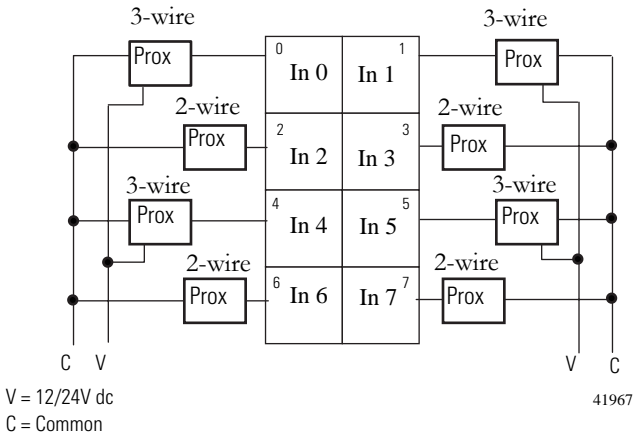 3-wire 3-wire
Prox 0 In 0 1 In 1 Prox
2-wire 2-wire
Prox 2 In 2 3 In 3 Prox
3-wire 3-wire
Prox 4 In 4 5 In 5 Prox
2-wire 2-wire
Prox 6 In 6 7 In 7 Prox
C V V C
V = 12/24V dc 41967
C = Common